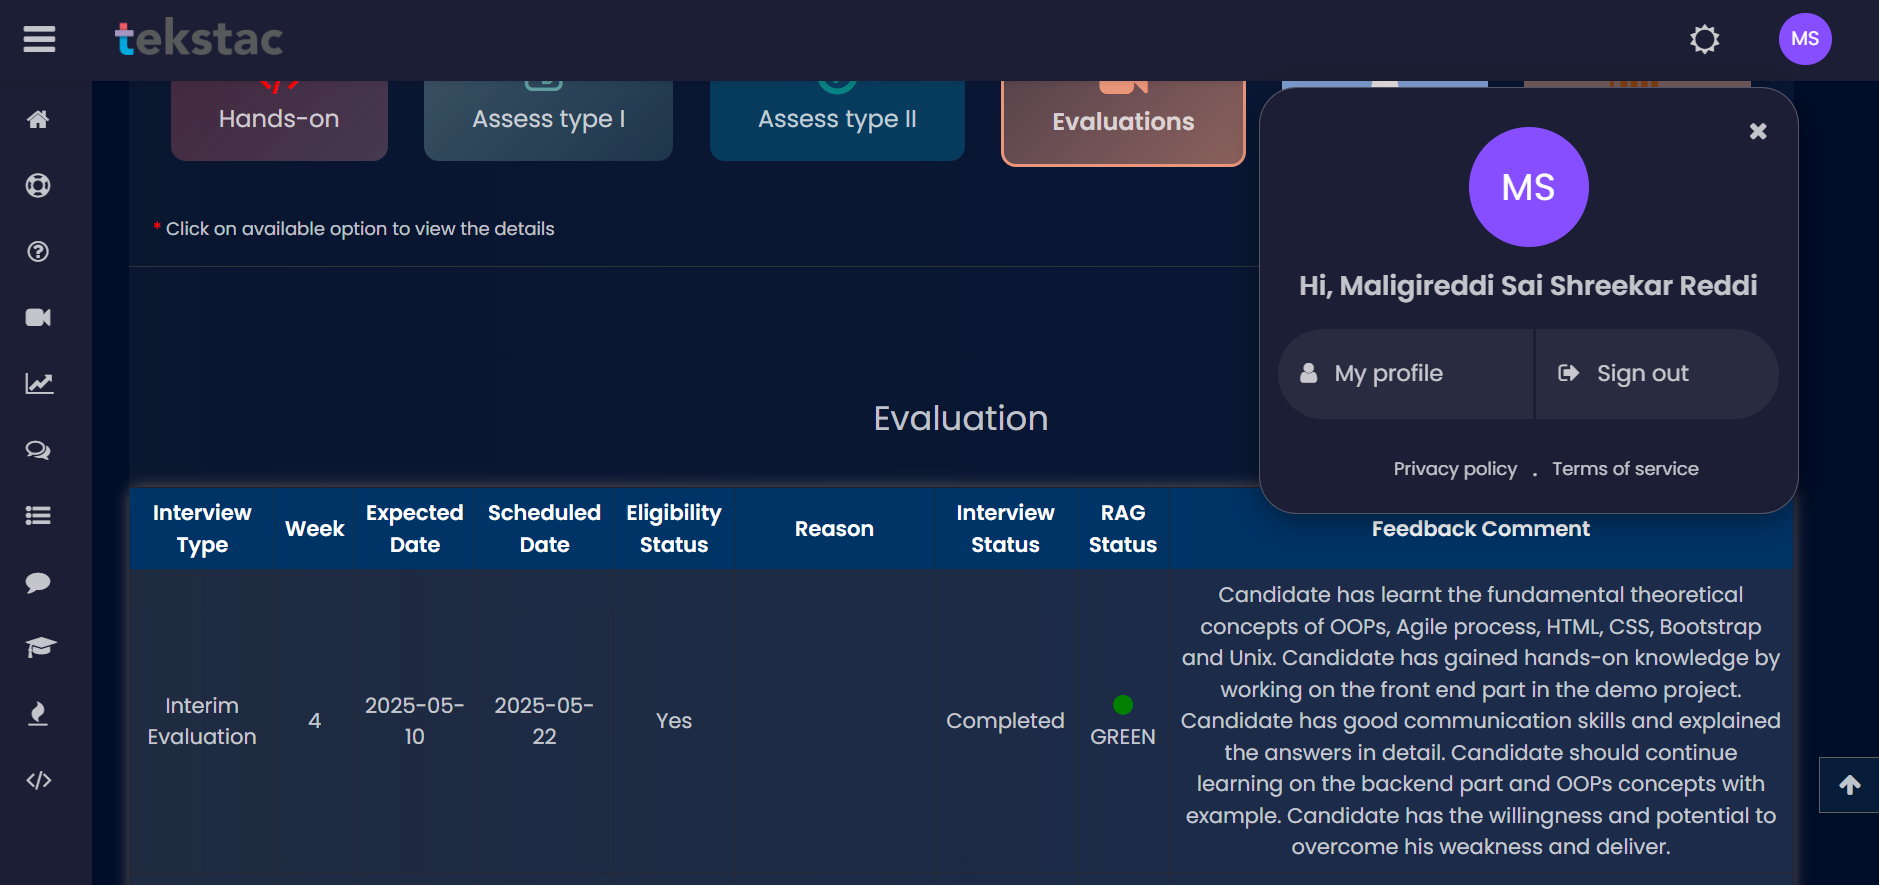 tekstac
MS
Hands-on
Assess type I
Assess type II
Evaluations
* Click on available option to view the details
MS
Hi, Maligireddi Sai Shreekar Reddi
My profile
Sign out
Privacy policy . Terms of service
Evaluation
Interview Type
Week
Expected Date
Scheduled Date
Eligibility Status
Reason
Interview Status
RAG Status
Feedback Comment
Interim
Evaluation
4
2025-05-
10
2025-05-
22
Yes
Completed
GREEN
Candidate has learnt the fundamental theoretical
concepts of OOPs, Agile process, HTML, CSS, Bootstrap
and Unix. Candidate has gained hands-on knowledge by
working on the front end part in the demo project.
Candidate has good communication skills and explained
the answers in detail. Candidate should continue
learning on the backend part and OOPs concepts with
example. Candidate has the willingness and potential to
overcome his weakness and deliver.